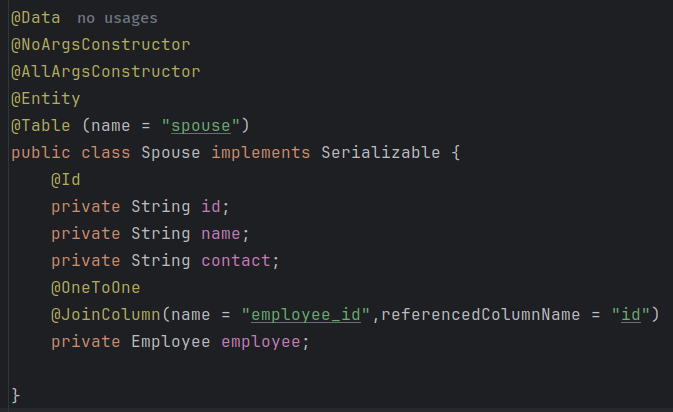 @Data no usages
@NoArgsConstructor
@AllArgsConstructor
@Entity
@Table (name = "spouse")
public class Spouse implements Serializable {
    @Id
    private String id;
    private String name;
    private String contact;
    @OneToOne
    @JoinColumn(name = "employee_id",referencedColumnName = "id")
    private Employee employee;
}